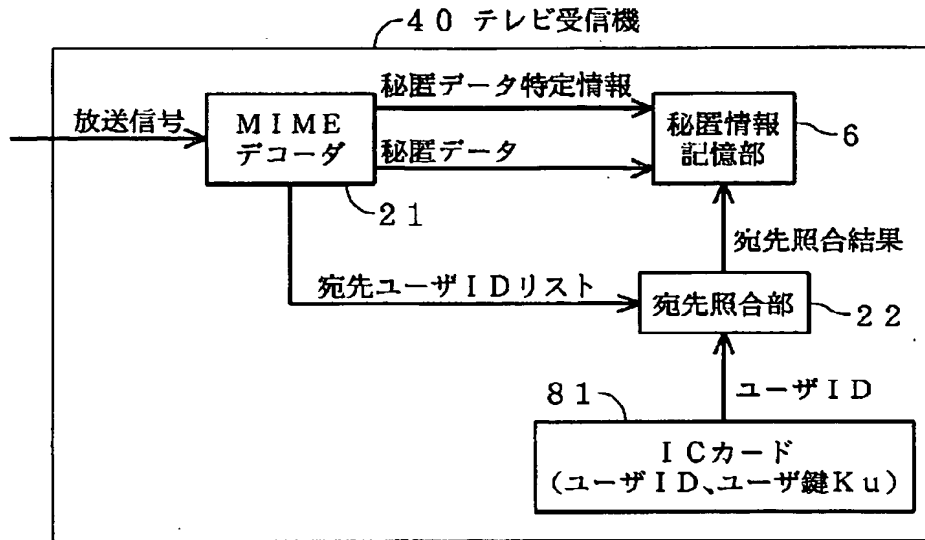 40 テレビ受信機
放送信号
MIME
デコーダ
21
秘匿データ特定情報
秘匿データ
秘匿情報
記憶部
6
宛先照合結果
宛先ユーザIDリスト
宛先照合部
22
ユーザID
81
ICカード
(ユーザID、ユーザ鍵Ku)